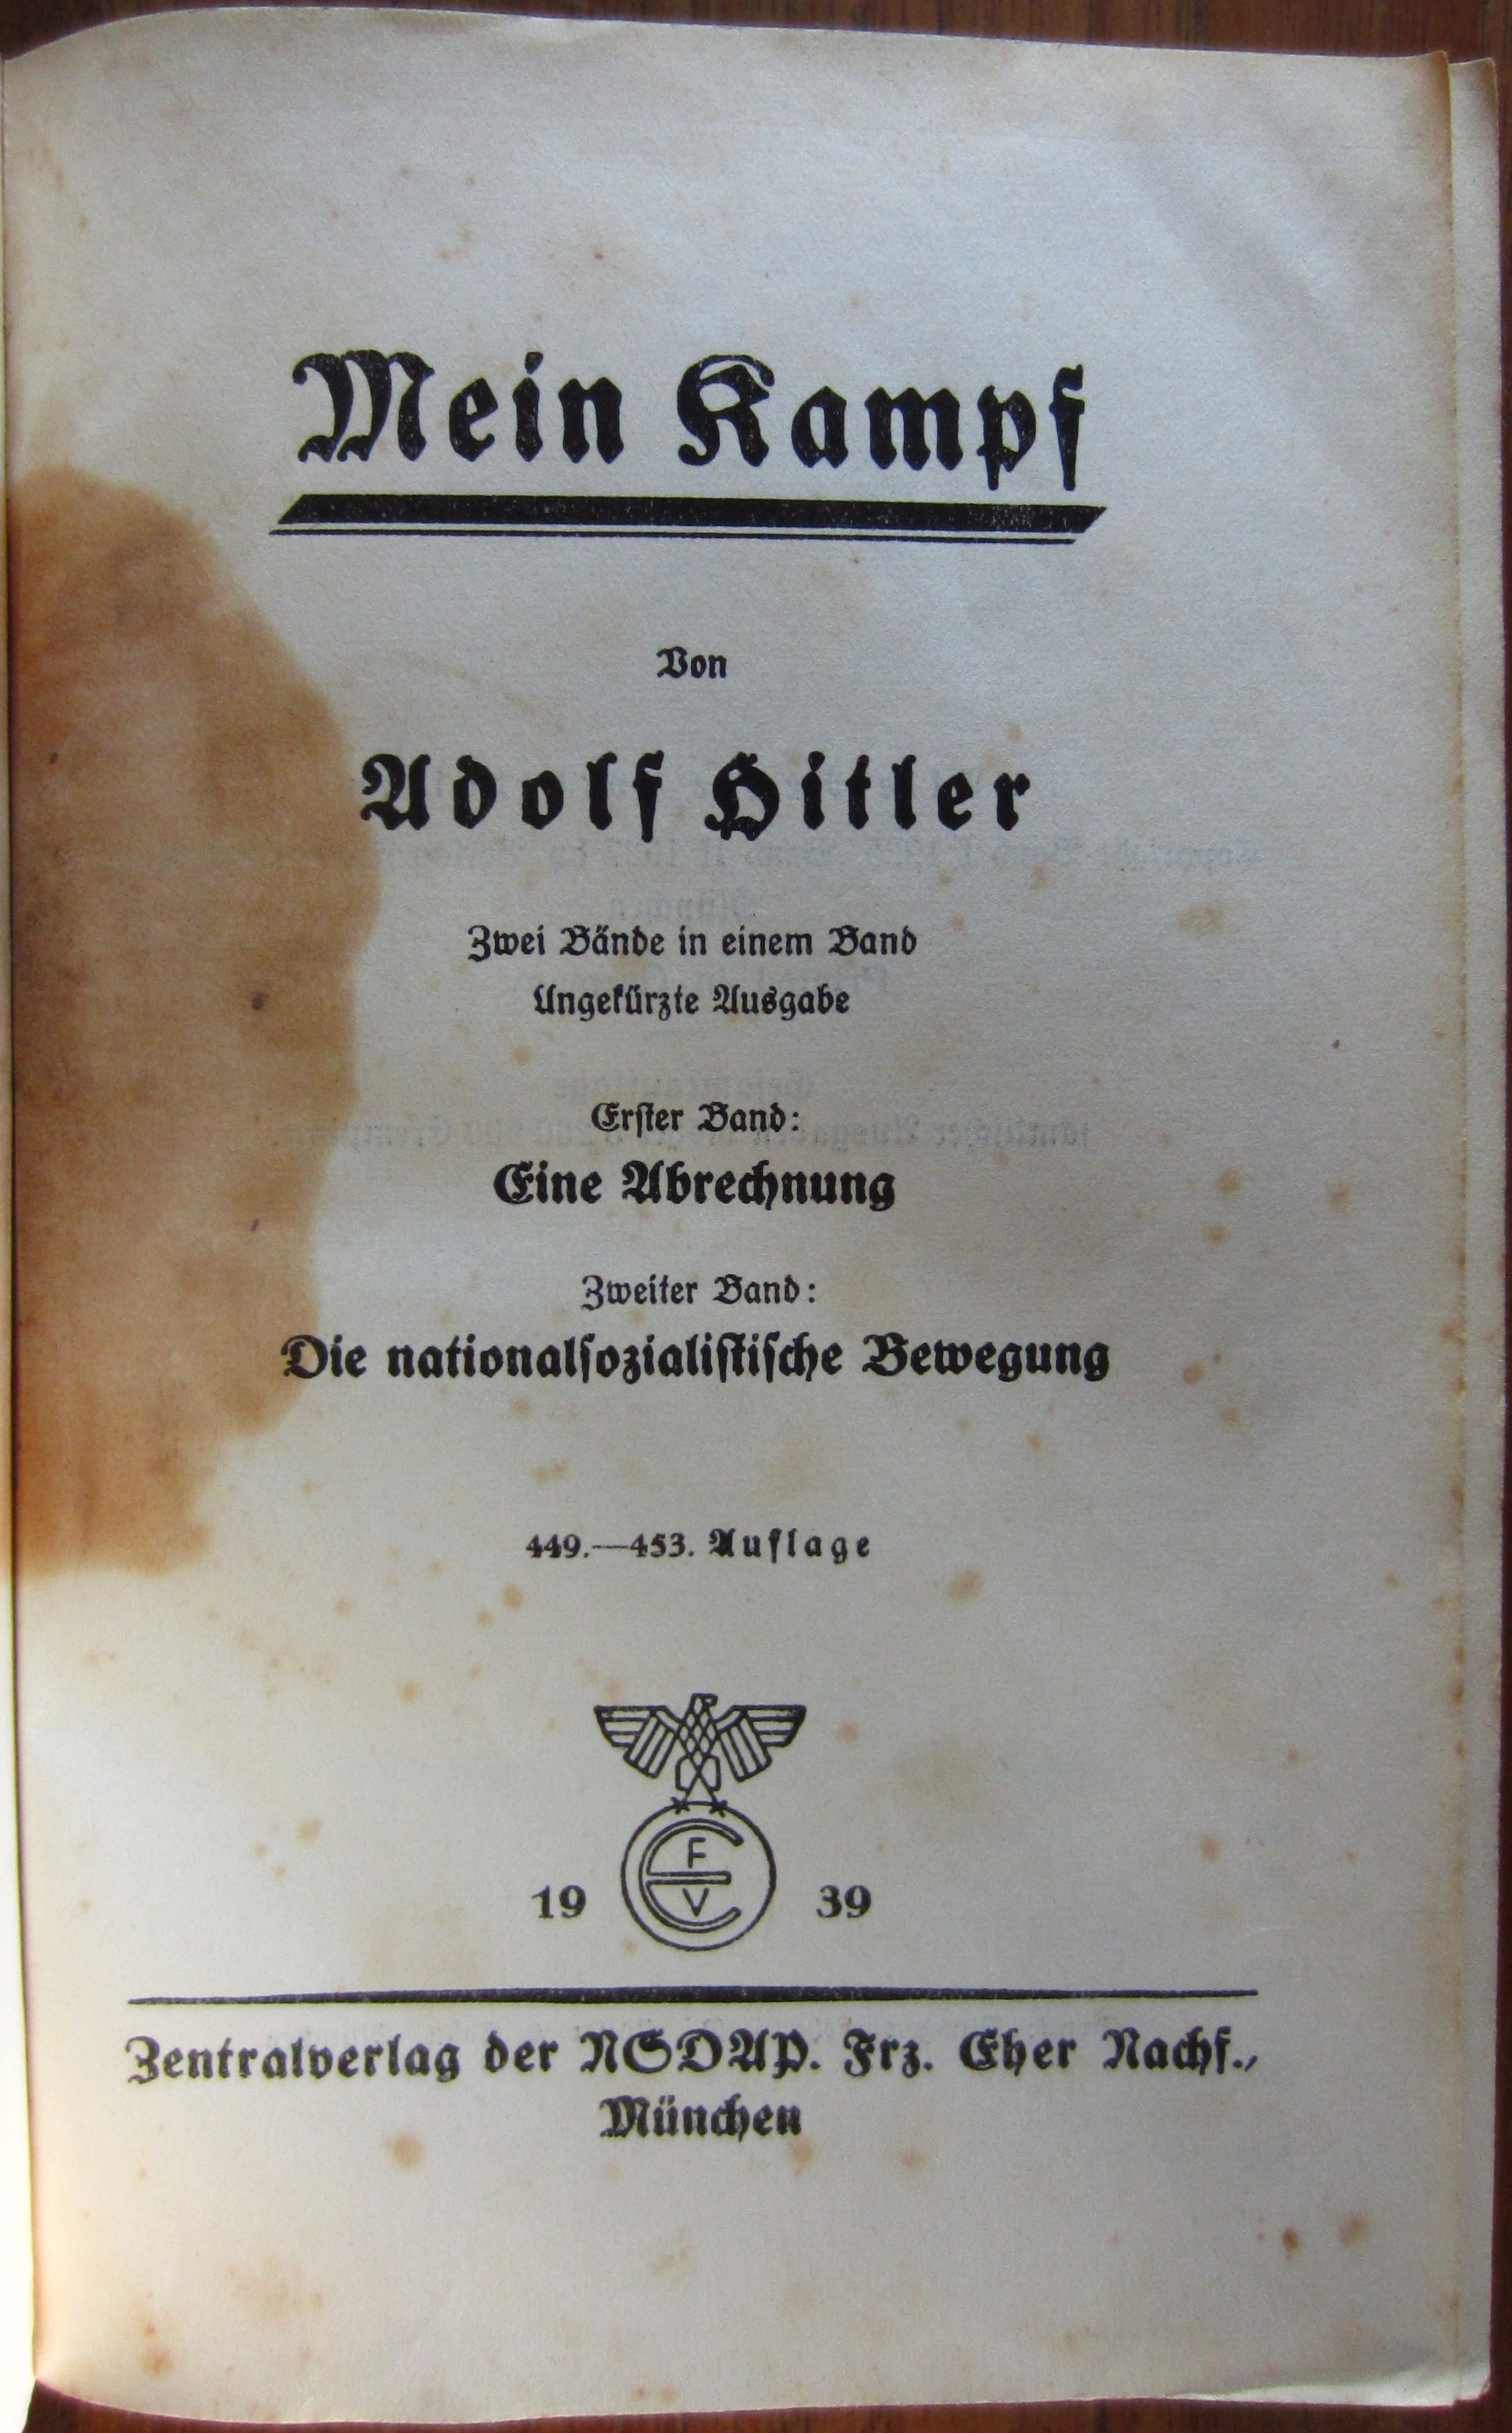 Mein Kampf
Von
Adolf Hitler
Zwei Bände in einem Band
Ungekürzte Ausgabe
Erſter Band:
Eine Abrechnung
Zweiter Band:
Die nationalſozialiſtiſche Bewegung
449.—453. Auflage
F
E
V
19 39
Zentralverlag der NSDAP. Frz. Eher Nachf.,
München